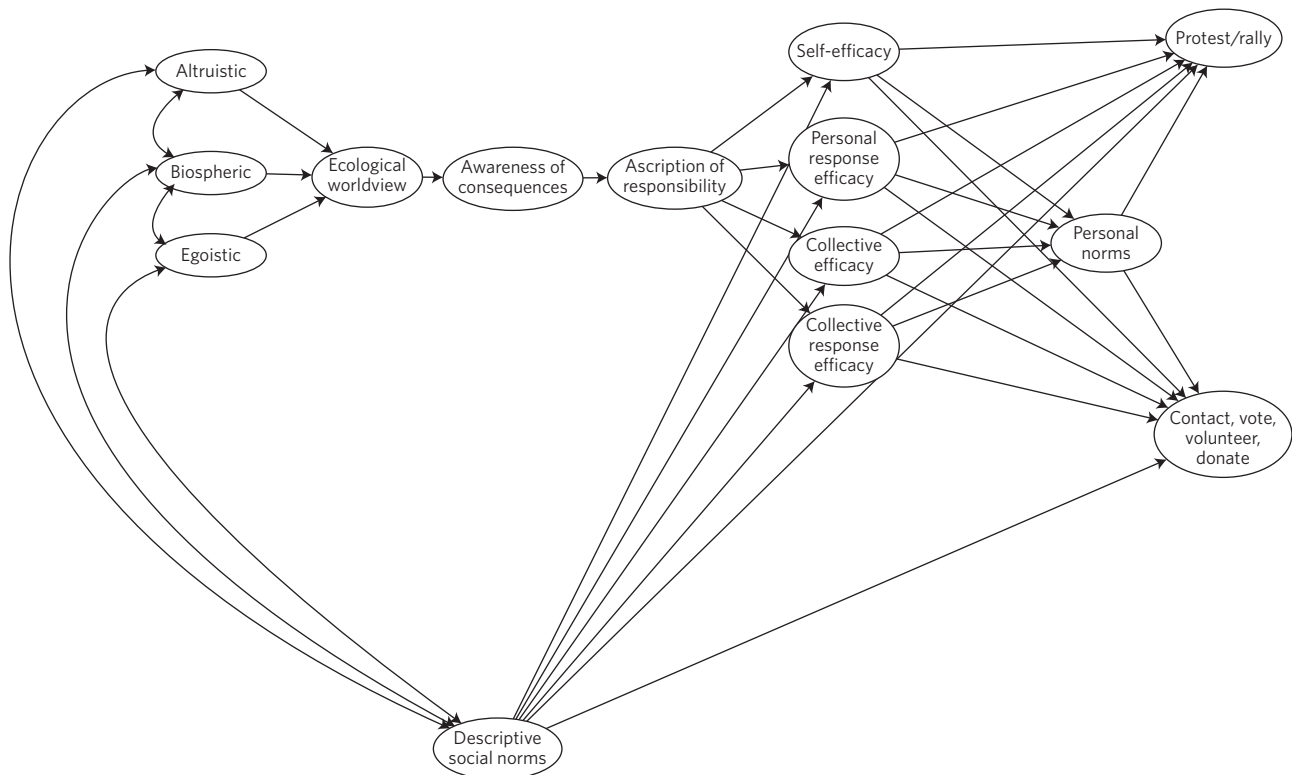 Altruistic
Biospheric
Egoistic
Ecological
worldview
Awareness of
consequences
Ascription of
responsibility
Self-efficacy
Personal
response
efficacy
Collective
efficacy
Collective
response
efficacy
Personal
norms
Protest/rally
Contact, vote,
volunteer,
donate
Descriptive
social norms